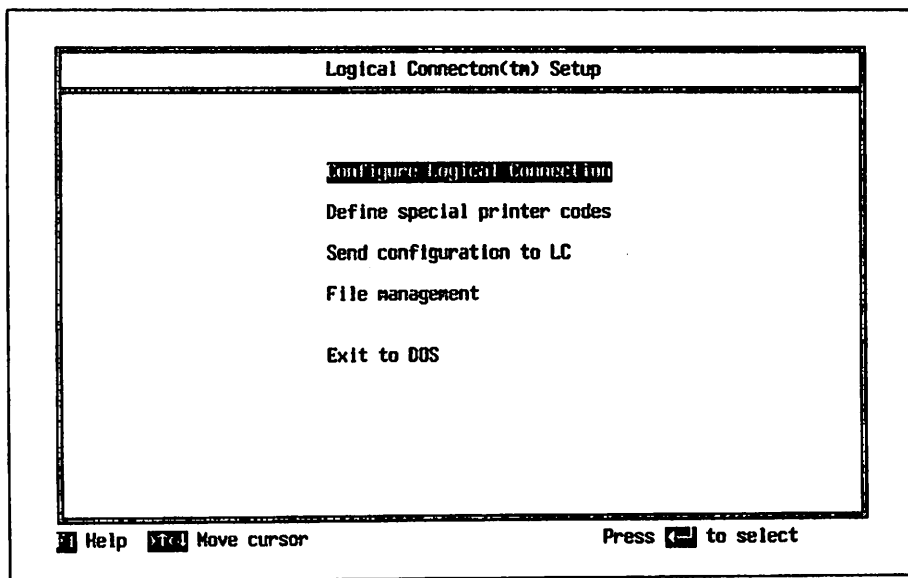 Logical Connecton(tm) Setup
Configure Logical Connection
Define special printer codes
Send configuration to LC
File management
Exit to DOS
F1 Help Move cursor Press to select